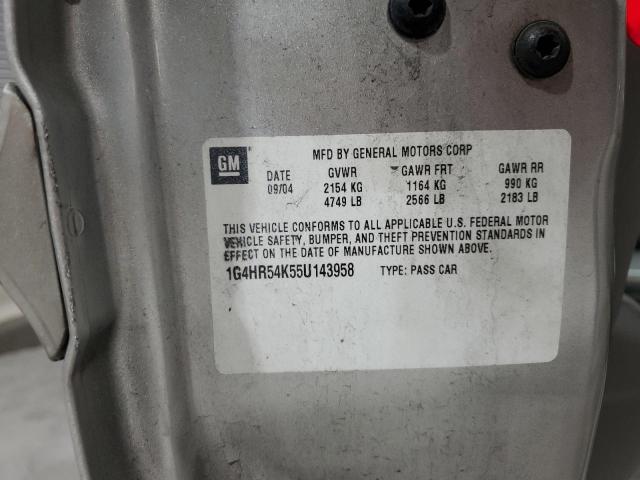 GM
MFD BY GENERAL MOTORS CORP
DATE GVWR GAWR FRT GAWR RR
09/04 2154 KG 1164 KG 990 KG
4749 LB 2566 LB 2183 LB
THIS VEHICLE CONFORMS TO ALL APPLICABLE U.S. FEDERAL MOTOR
VEHICLE SAFETY, BUMPER, AND THEFT PREVENTION STANDARDS IN
EFFECT ON THE DATE OF MANUFACTURE SHOWN ABOVE.
1G4HR54K55U143958 TYPE: PASS CAR